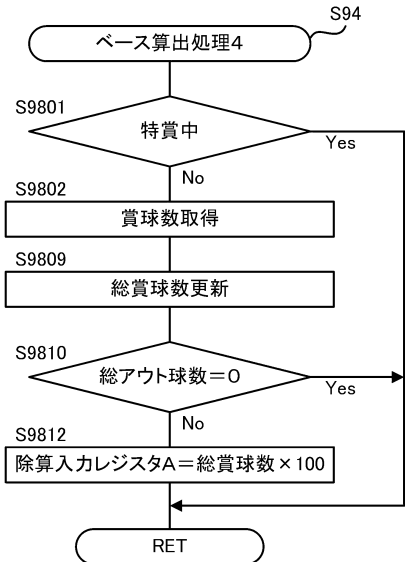 S94
ベース算出処理4
S9801
特賞中
Yes
No
S9802
賞球数取得
S9809
総賞球数更新
S9810
総アウト球数=0
Yes
No
S9812
除算入力レジスタA=総賞球数×100
RET